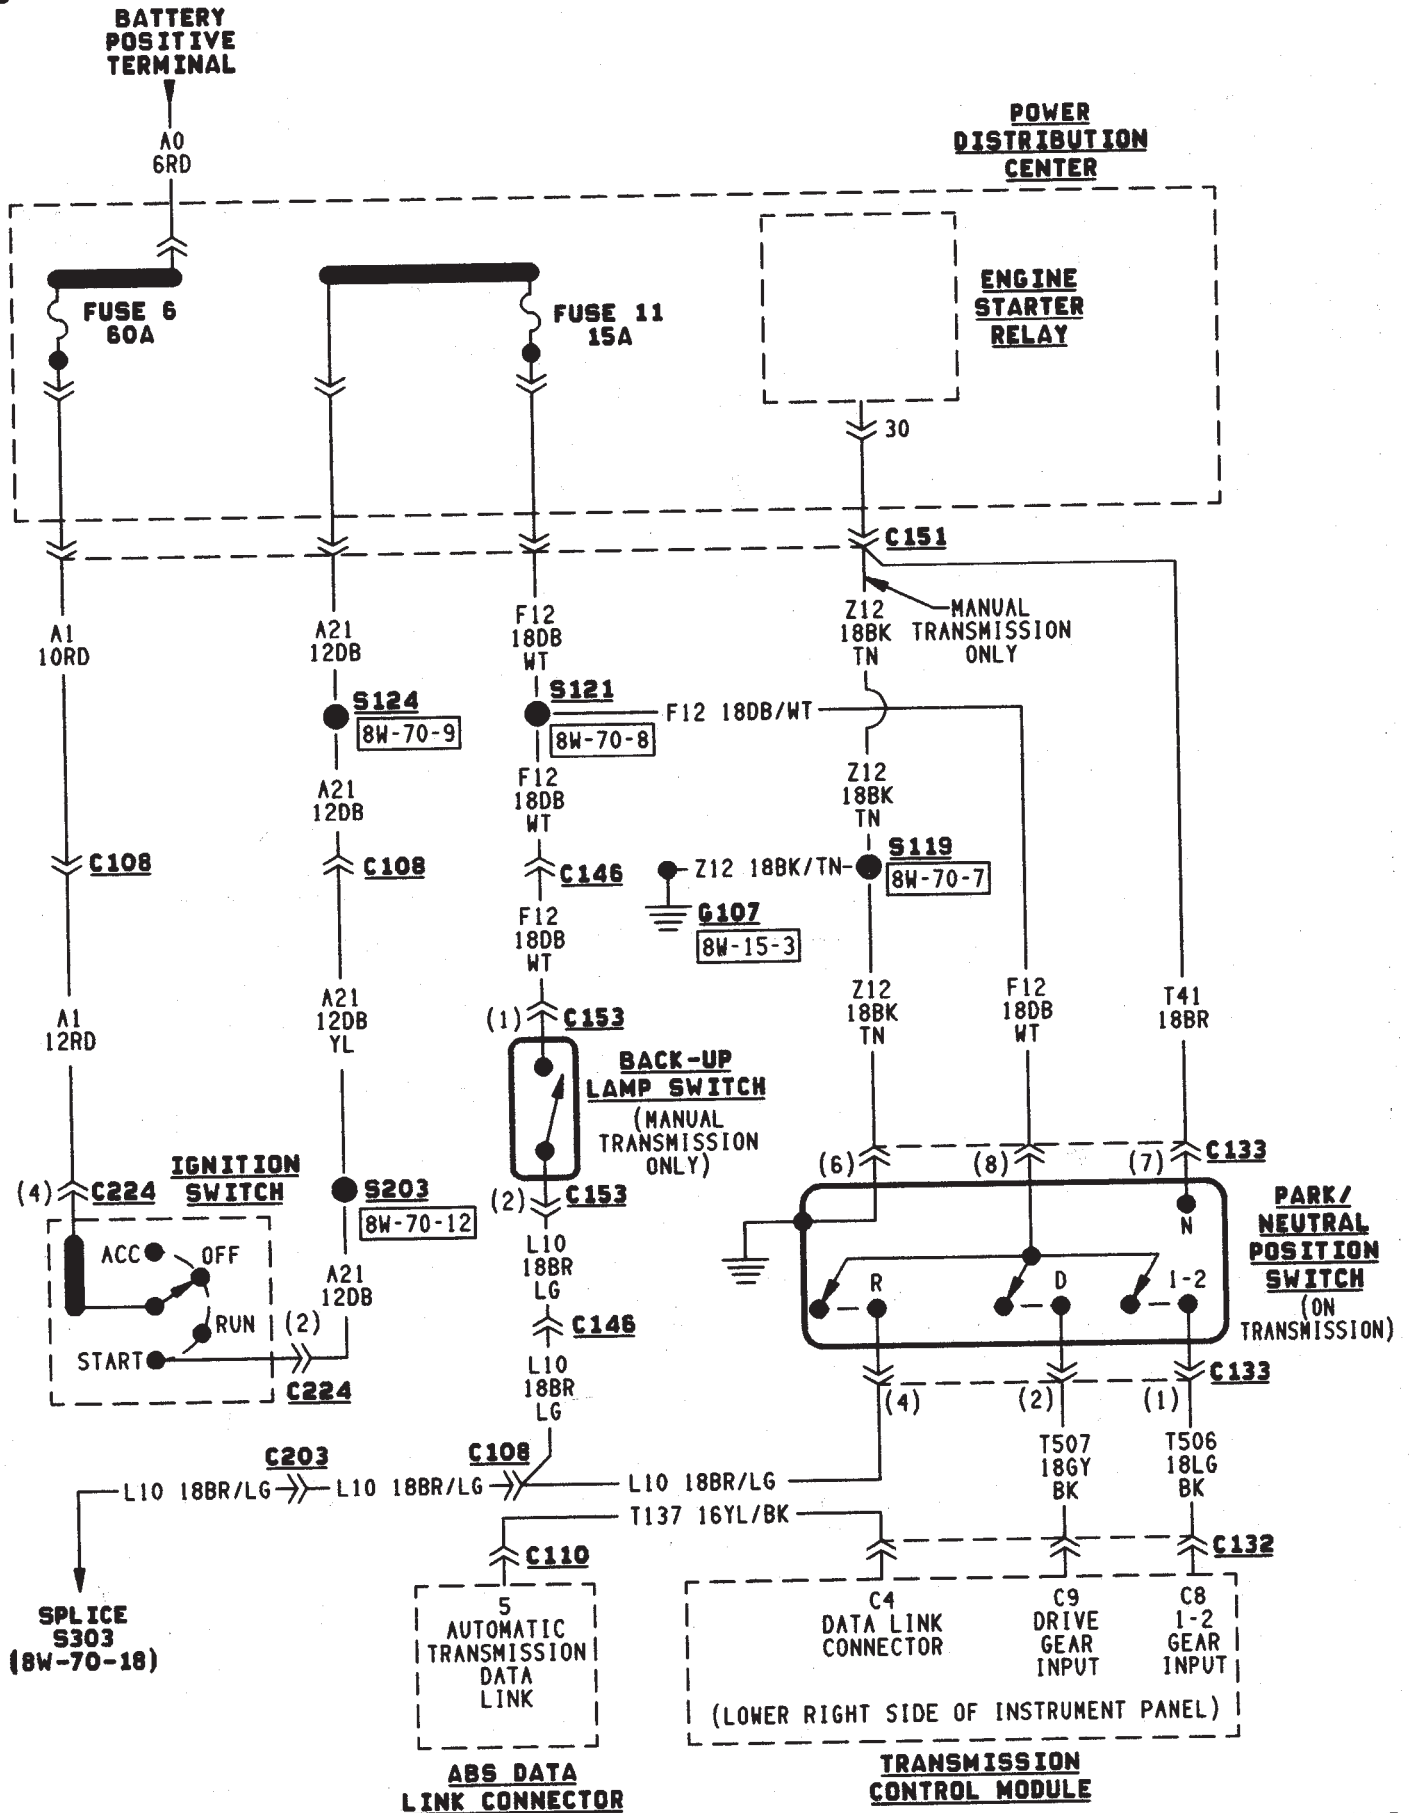 BATTERY
POSITIVE
TERMINAL
A0
6RD
POWER
DISTRIBUTION
CENTER
FUSE 6
60A
FUSE 11
15A
ENGINE
STARTER
RELAY
30
C151
MANUAL
TRANSMISSION
ONLY
A1
10RD
A21
12DB
F12
18DB
WT
Z12
18BK
TN
S124
8W-70-9
S121
8W-70-8
F12 18DB/WT
A21
12DB
F12
18DB
WT
Z12
18BK
TN
C108
C108
C146
Z12 18BK/TN
S119
8W-70-7
G107
8W-15-3
F12
18DB
WT
A1
12RD
A21
12DB
YL
Z12
18BK
TN
F12
18DB
WT
T41
18BR
(1) C153
BACK-UP
LAMP SWITCH
(MANUAL
TRANSMISSION
ONLY)
(2) C153
(6)
(8)
(7)
C133
IGNITION
SWITCH
(4) C224
S203
8W-70-12
ACC
OFF
RUN
START
(2)
C224
A21
12DB
L10
18BR
LG
C146
L10
18BR
LG
N
R
D
1-2
PARK/
NEUTRAL
POSITION
SWITCH
(ON
TRANSMISSION)
C133
(4)
(2)
(1)
T507
18GY
BK
T506
18LG
BK
C203
C108
L10 18BR/LG
L10 18BR/LG
L10 18BR/LG
T137 16YL/BK
C110
C132
SPLICE
S303
(8W-70-18)
5
AUTOMATIC
TRANSMISSION
DATA
LINK
ABS DATA
LINK CONNECTOR
C4
DATA LINK
CONNECTOR
C9
DRIVE
GEAR
INPUT
C8
1-2
GEAR
INPUT
(LOWER RIGHT SIDE OF INSTRUMENT PANEL)
TRANSMISSION
CONTROL MODULE